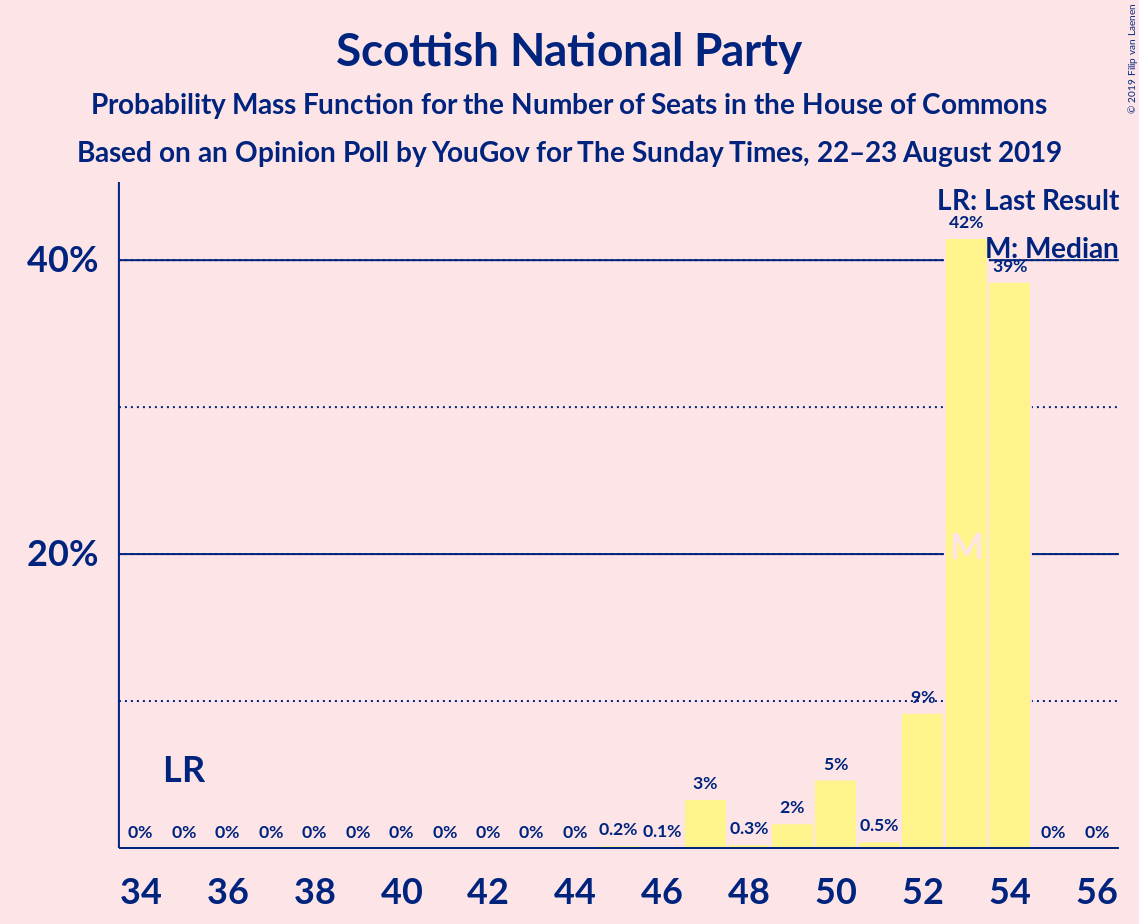 Scottish National Party
Probability Mass Function for the Number of Seats in the House of Commons
Based on an Opinion Poll by YouGov for The Sunday Times, 22–23 August 2019
© 2019 Filip van Laenen
LR: Last Result
M: Median
40%
20%
42%
39%
M
9%
LR
5%
3%
2%
0% 0% 0% 0% 0% 0% 0% 0% 0% 0% 0% 0.2% 0.1% 0.3% 0.5% 0% 0%
34 36 38 40 42 44 46 48 50 52 54 56